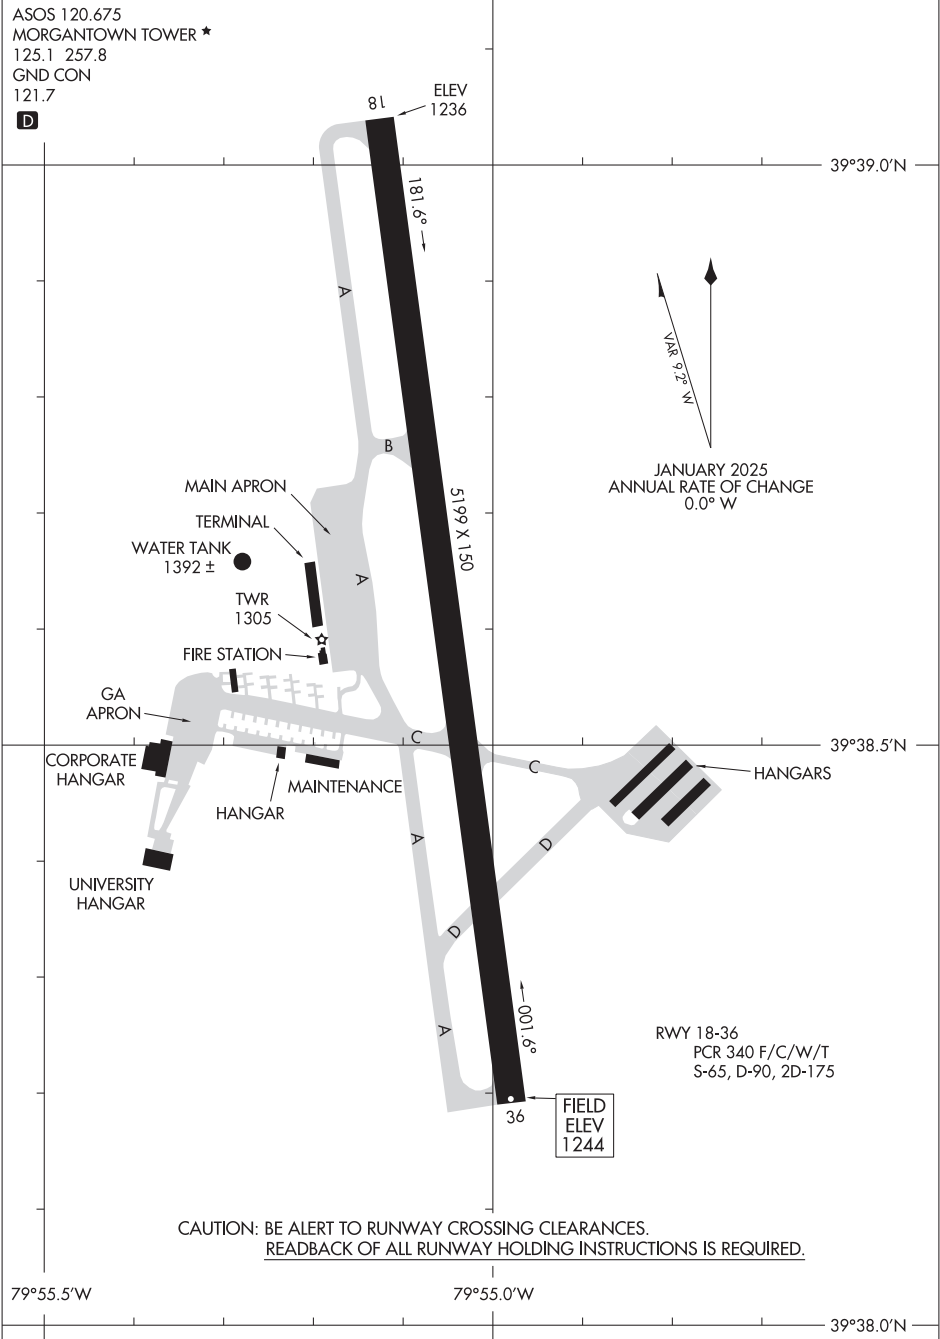 ASOS 120.675
MORGANTOWN TOWER ★
125.1 257.8
GND CON
121.7
D
18
ELEV
1236
39°39.0'N
181.6°
A
VAR 9.2° W
B
JANUARY 2025
ANNUAL RATE OF CHANGE
0.0° W
MAIN APRON
5199 X 150
TERMINAL
WATER TANK
1392 ±
A
TWR
1305
FIRE STATION
GA
APRON
C
39°38.5'N
CORPORATE
HANGAR
C
HANGARS
MAINTENANCE
HANGAR
A
D
UNIVERSITY
HANGAR
D
A
001.6°
RWY 18-36
PCR 340 F/C/W/T
S-65, D-90, 2D-175
36
FIELD
ELEV
1244
CAUTION: BE ALERT TO RUNWAY CROSSING CLEARANCES.
READBACK OF ALL RUNWAY HOLDING INSTRUCTIONS IS REQUIRED.
79°55.5'W
79°55.0'W
39°38.0'N